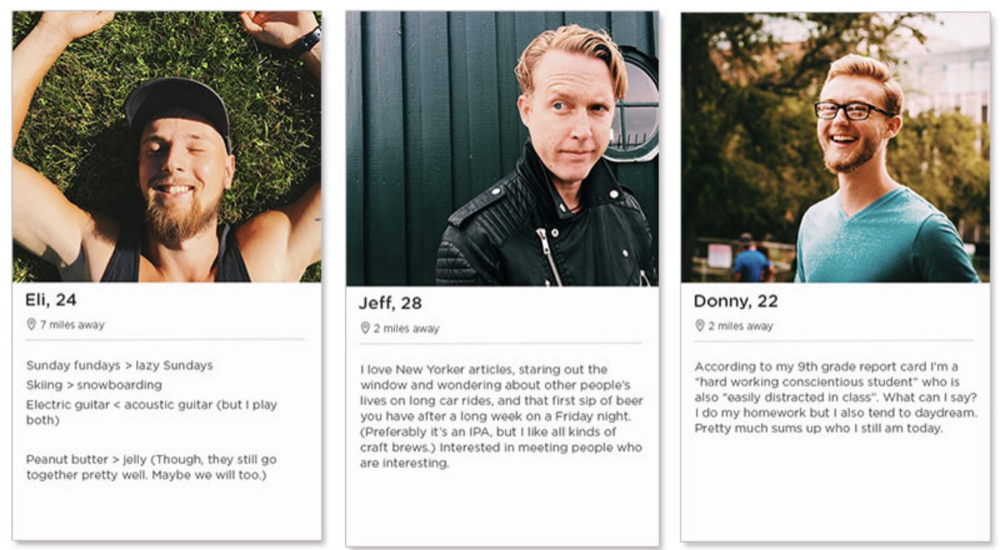 Eli, 24
7 miles away
Sunday fundays > lazy Sundays
Skiing > snowboarding
Electric guitar < acoustic guitar (but I play
both)
Peanut butter > jelly (Though, they still go
together pretty well. Maybe we will too.)
Jeff, 28
2 miles away
I love New Yorker articles, staring out the
window and wondering about other people's
lives on long car rides, and that first sip of beer
you have after a long week on a Friday night.
(Preferably it's an IPA, but I like all kinds of
craft brews.) Interested in meeting people who
are interesting.
Donny, 22
2 miles away
According to my 9th grade report card I'm a
"hard working conscientious student" who is
also "easily distracted in class". What can I say?
I do my homework but I also tend to daydream.
Pretty much sums up who I still am today.